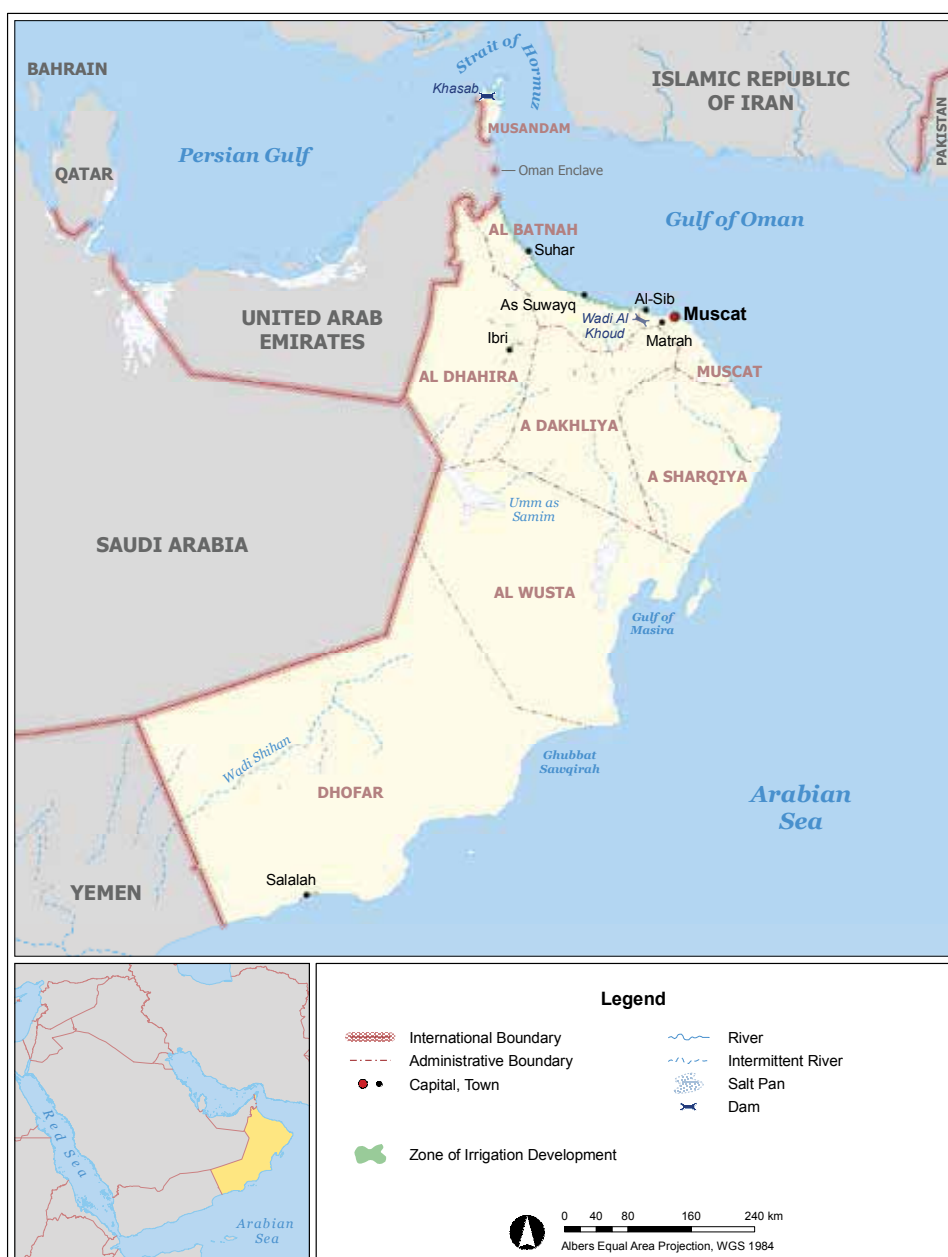 BAHRAIN
QATAR
Persian Gulf
Strait of
Hormuz
Khasab
MUSANDAM
Oman Enclave
ISLAMIC REPUBLIC
OF IRAN
PAKISTAN
Gulf of Oman
AL BATNAH
Suhar
As Suwayq
Al-Sib
Muscat
Wadi Al
Khoud
Matrah
UNITED ARAB
EMIRATES
Ibri
AL DHAHIRA
MUSCAT
A DAKHLIYA
A SHARQIYA
Umm as
Samim
SAUDI ARABIA
AL WUSTA
Gulf of
Masira
Wadi Shihan
Ghubbat
Sawqirah
DHOFAR
Arabian
Sea
YEMEN
Salalah
Red Sea
Arabian
Sea
Legend
International Boundary
Administrative Boundary
Capital, Town
River
Intermittent River
Salt Pan
Dam
Zone of Irrigation Development
0 40 80 160 240 km
Albers Equal Area Projection, WGS 1984